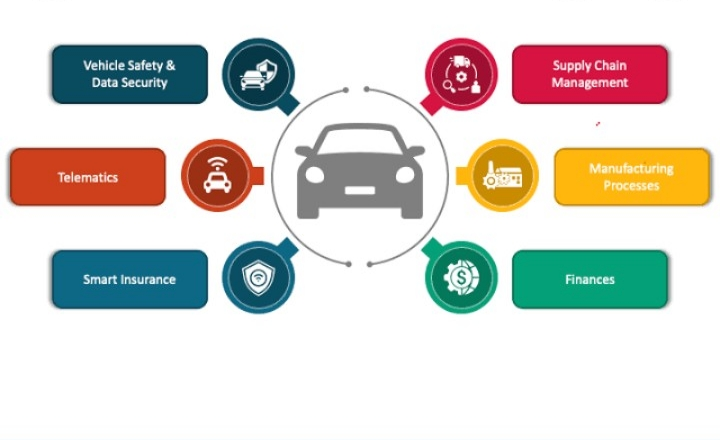 Vehicle Safety &
Data Security
Supply Chain
Management
Telematics
Manufacturing
Processes
Smart Insurance
Finances